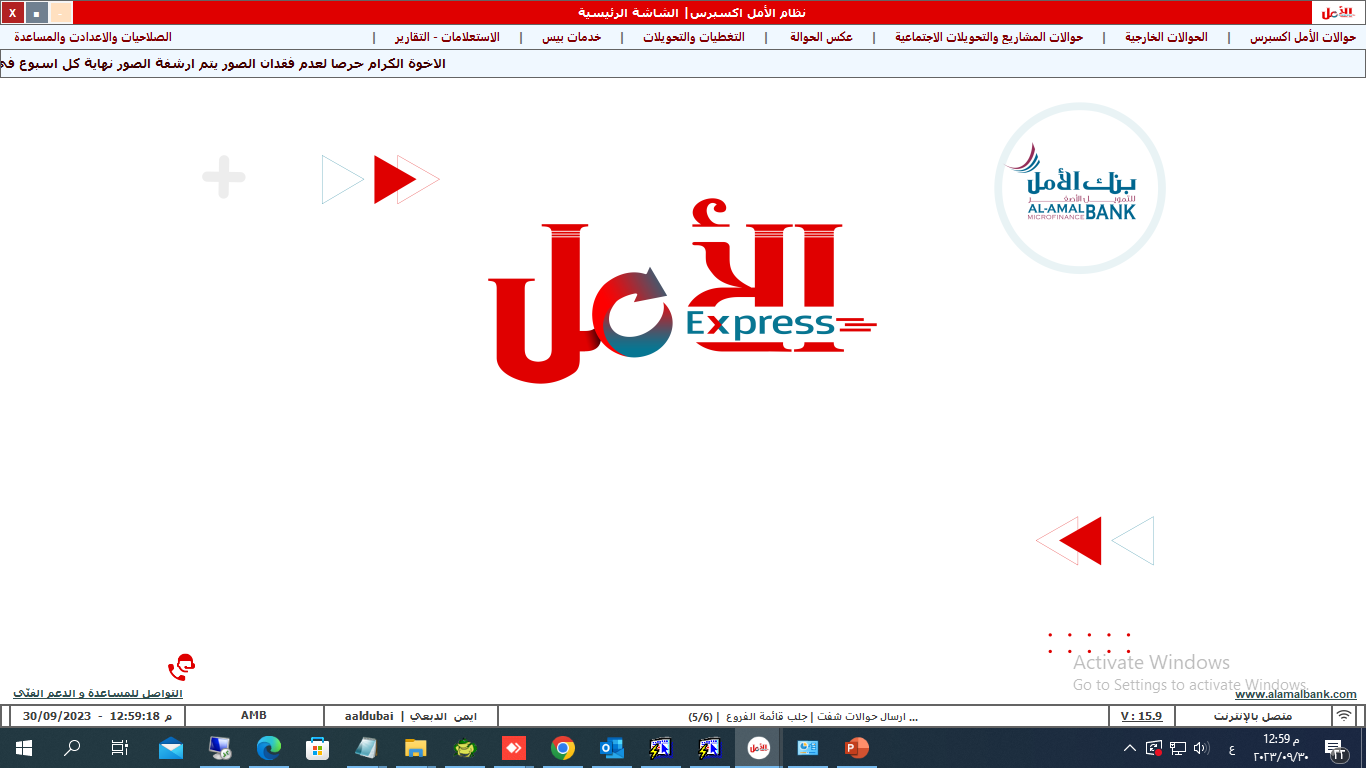 نظام الأمل اكسبرس| الشاشة الرئيسية
X
الأمل
حوالات الأمل اكسبرس | الحوالات الخارجية | حوالات المشاريع والتحويلات الاجتماعية | عكس الحوالة | التغطيات والتحويلات | خدمات بيس | الاستعلامات - التقارير | الصلاحيات والاعدادت والمساعدة
الاخوة الكرام حرصا لعدم فقدان الصور يتم ارشفة الصور نهاية كل اسبوع في
بنك الأمل
للتمويل الأصغر
AL-AMAL BANK
MICROFINANCE
الأمل
Express
Activate Windows
Go to Settings to activate Windows.
www.alamalbank.com
التواصل للمساعدة و الدعم الفنّي
متصل بالإنترنت
V : 15.9
ارسال حوالات شفت | جلب قائمة الفروع | (5/6) ...
ايمن الدبعي | aaldubai
AMB
30/09/2023 - 12:59:18 م
12:59 م
٢٠٢٣/٠٩/٣٠
ع
١١